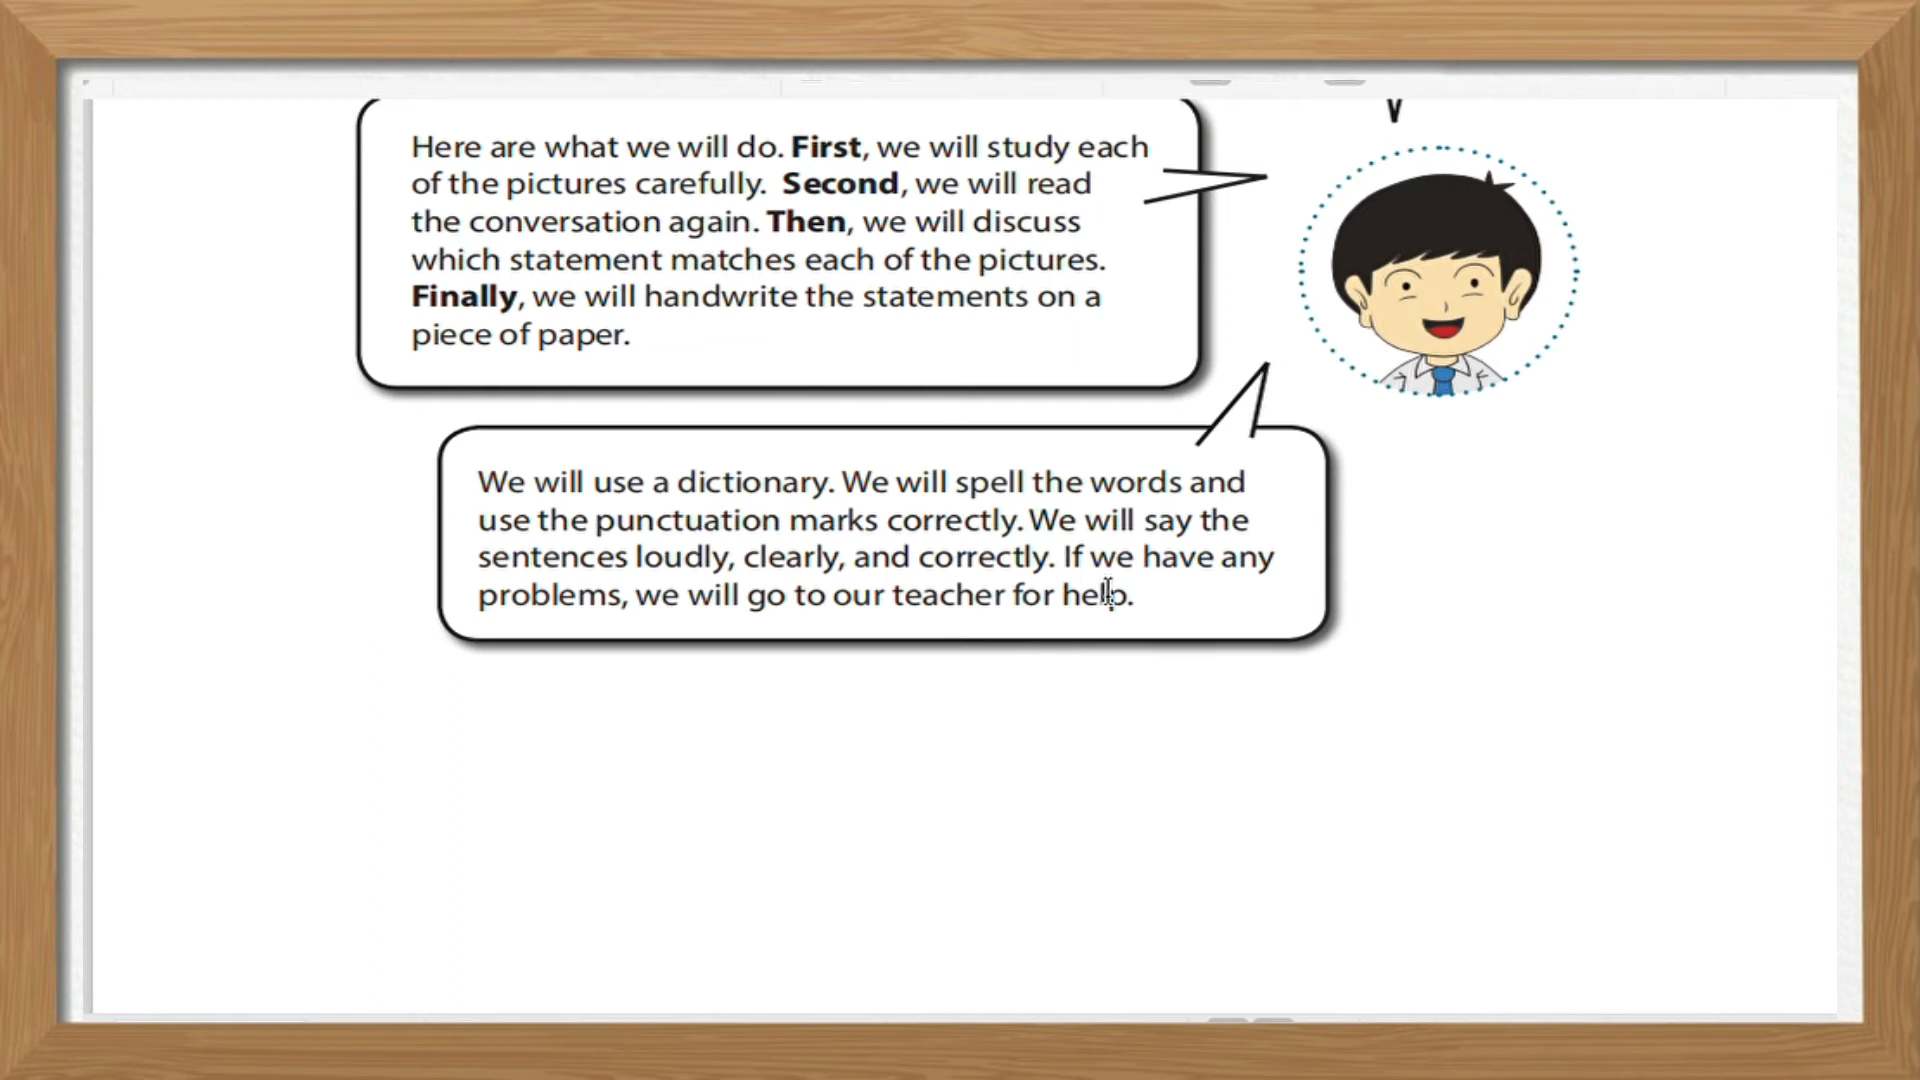 Here are what we will do. First, we will study each
of the pictures carefully. Second, we will read
the conversation again. Then, we will discuss
which statement matches each of the pictures.
Finally, we will handwrite the statements on a
piece of paper.
We will use a dictionary. We will spell the words and
use the punctuation marks correctly. We will say the
sentences loudly, clearly, and correctly. If we have any
problems, we will go to our teacher for help.